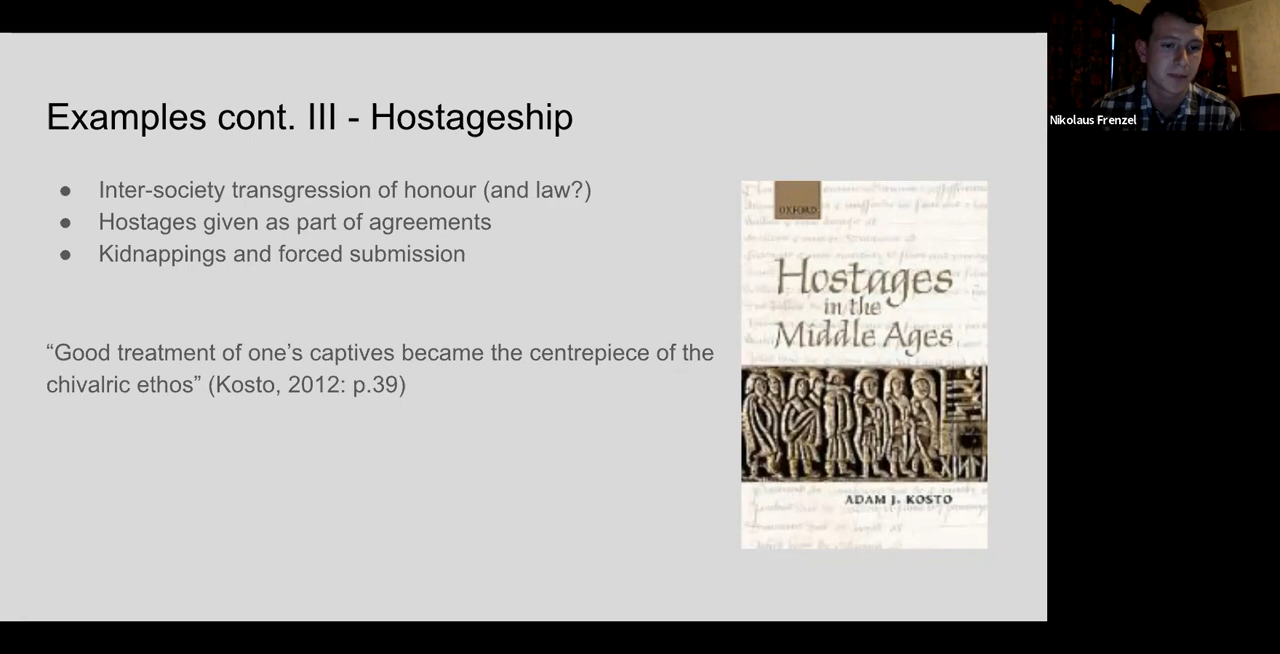 Examples cont. III - Hostageship
● Inter-society transgression of honour (and law?)
● Hostages given as part of agreements
● Kidnappings and forced submission
“Good treatment of one’s captives became the centrepiece of the
chivalric ethos” (Kosto, 2012: p.39)
OXFORD
Hostages
in the
Middle Ages
ADAM J. KOSTO
Nikolaus Frenzel